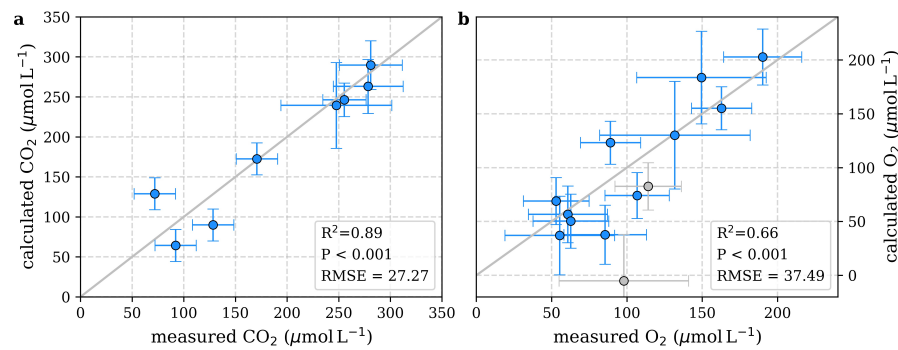 a
350
300
250
200
150
100
50
0
calculated CO₂ (μmol L⁻¹)
R²=0.89
P < 0.001
RMSE = 27.27
0 50 100 150 200 250 300 350
measured CO₂ (μmol L⁻¹)
b
200
150
100
50
0
calculated O₂ (μmol L⁻¹)
R²=0.66
P < 0.001
RMSE = 37.49
0 50 100 150 200
measured O₂ (μmol L⁻¹)